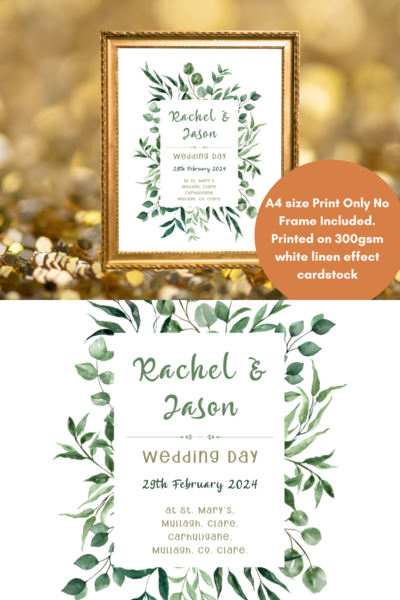 Rachel &
Jason
Wedding Day
29th February 2024
at St. Mary's,
Mullagh, Clare,
Carhuligane,
Mullagh, Co. Clare.
A4 size Print Only No
Frame Included.
Printed on 300gsm
white linen effect
cardstock
Rachel &
Jason
Wedding Day
29th February 2024
at St. Mary's,
Mullagh, Clare,
Carhuligane,
Mullagh, Co. Clare.